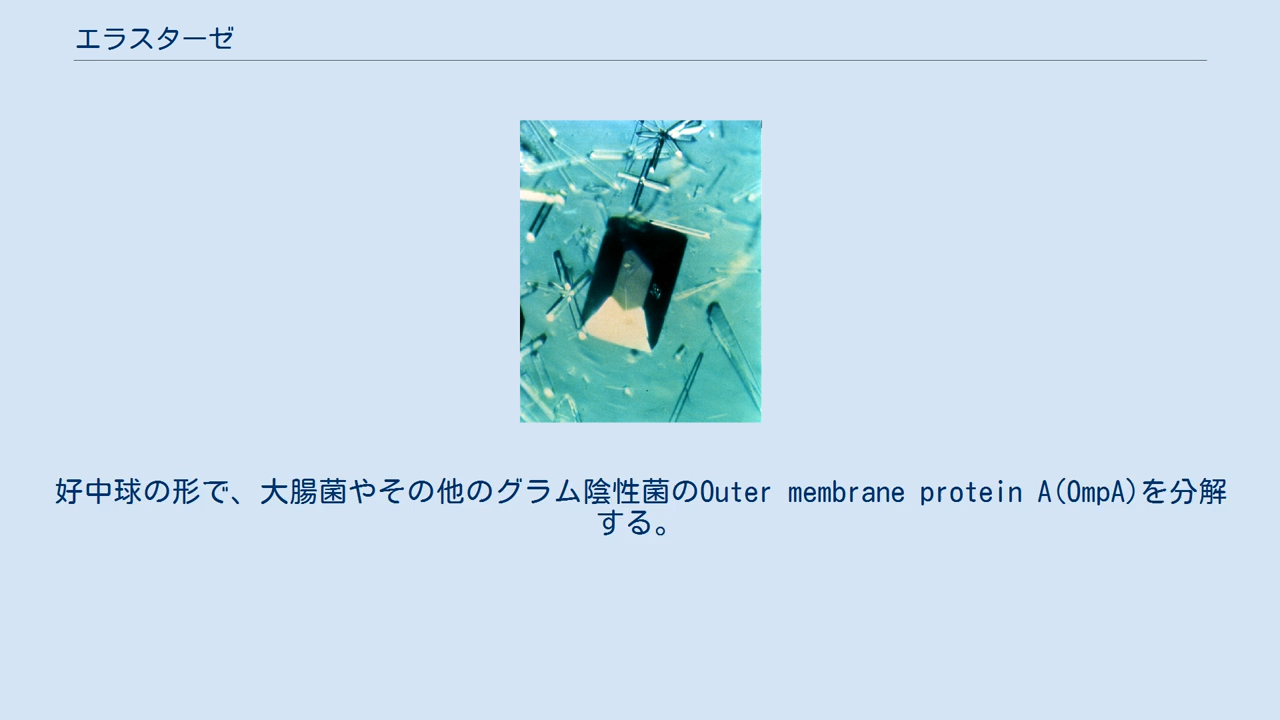 エラスターゼ
好中球の形で、大腸菌やその他のグラム陰性菌のOuter membrane protein A(OmpA)を分解
する。